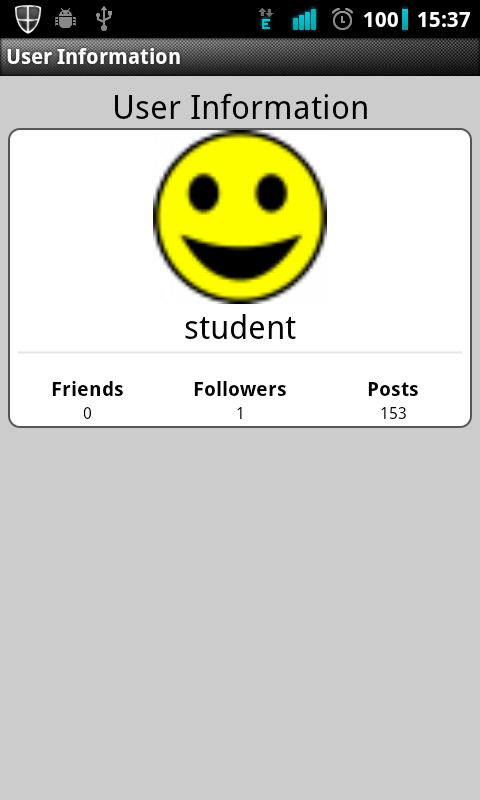 E 100 15:37
User Information
User Information
student
Friends Followers Posts
0 1 153